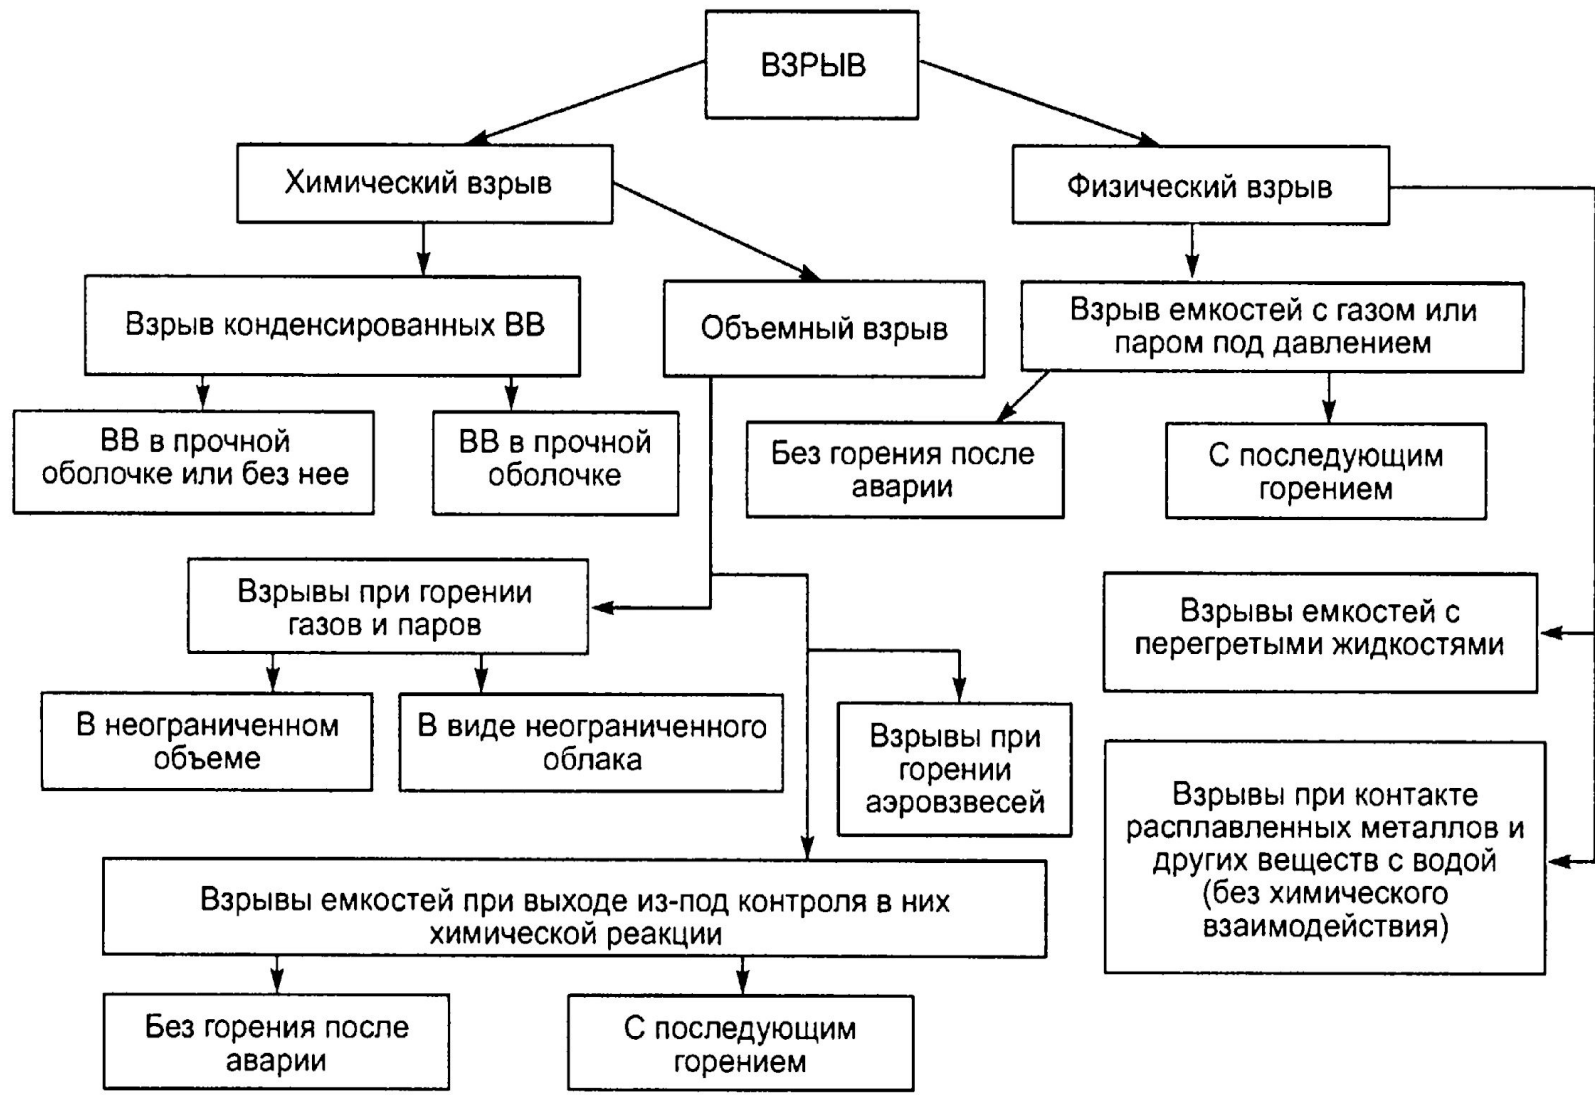 ВЗРЫВ
Химический взрыв
Физический взрыв
Взрыв конденсированных ВВ
Объемный взрыв
Взрыв емкостей с газом или
паром под давлением
ВВ в прочной
оболочке или без нее
ВВ в прочной
оболочке
Без горения после
аварии
С последующим
горением
Взрывы при горении
газов и паров
Взрывы емкостей с
перегретыми жидкостями
В неограниченном
объеме
В виде неограниченного
облака
Взрывы при
горении
аэровзвесей
Взрывы при контакте
расплавленных металлов и
других веществ с водой
(без химического
взаимодействия)
Взрывы емкостей при выходе из-под контроля в них
химической реакции
Без горения после
аварии
С последующим
горением